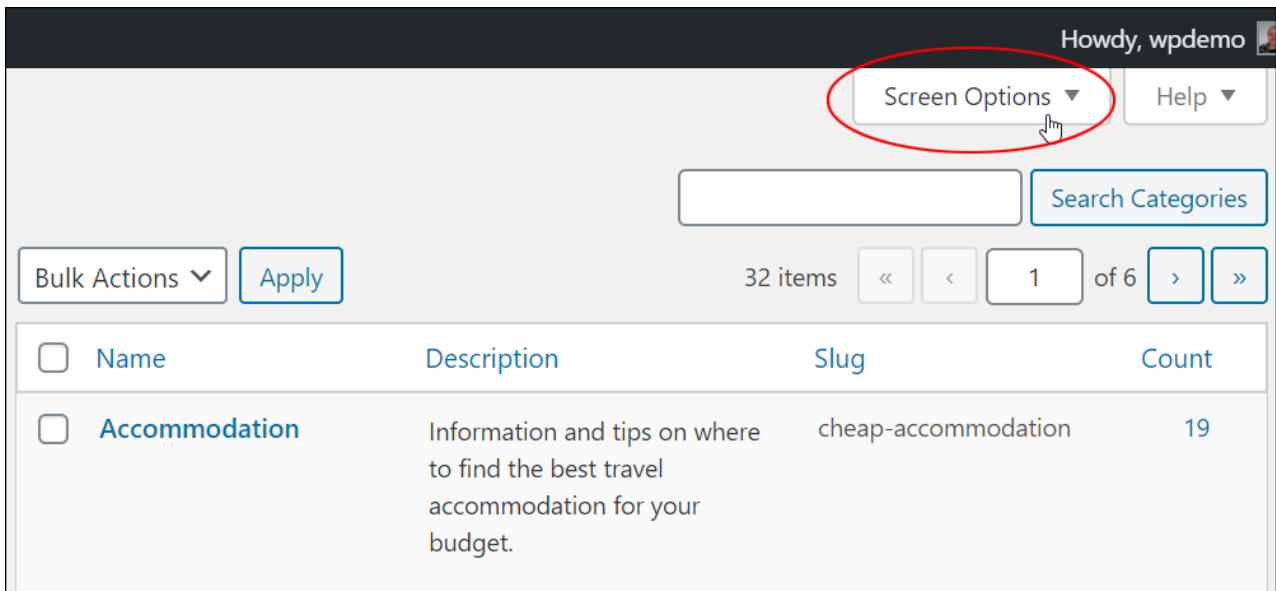 Howdy, wpdemo
Screen Options ▼ Help ▼
Search Categories
Bulk Actions Apply 32 items « ‹ 1 of 6 › »
Name Description Slug Count
Accommodation Information and tips on where cheap-accommodation 19
to find the best travel
accommodation for your
budget.